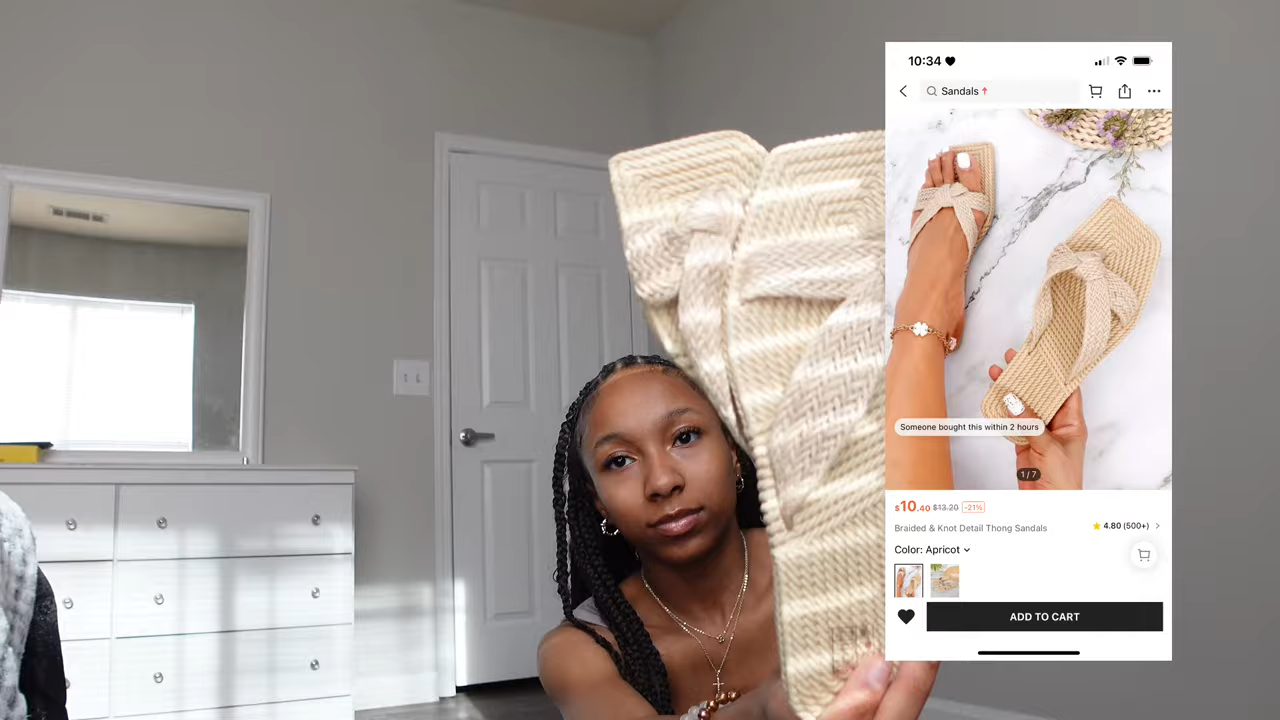 10:34
Sandals
Someone bought this within 2 hours
1 / 7
$10.40 $13.20 -21%
Braided & Knot Detail Thong Sandals
4.80 (500+)
Color: Apricot
ADD TO CART